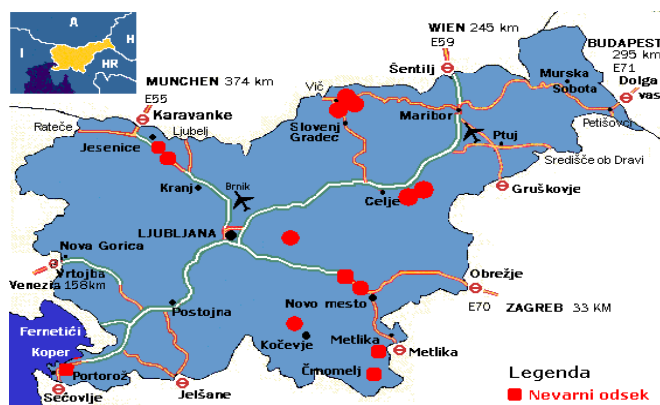 A
H
I
HR
WIEN 245 km
E59
Šentilj
BUDAPEST
295 km
E71
Dolga
vas
Murska
Sobota
Petišovci
MUNCHEN 374 km
E55
Karavanke
Rateče
Ljubelj
Jesenice
Vič
Slovenj
Gradec
Maribor
Ptuj
Središče ob Dravi
Gruškovje
Kranj
Brnik
Celje
LJUBLJANA
Nova Gorica
Vrtojba
Venezia 158km
Postojna
Novo mesto
Obrežje
E70
ZAGREB 33 KM
Fernetići
Koper
Portorož
Sećovlje
Jelšane
Kočevje
Metlika
Metlika
Črnomelj
Legenda
Nevarni odsek